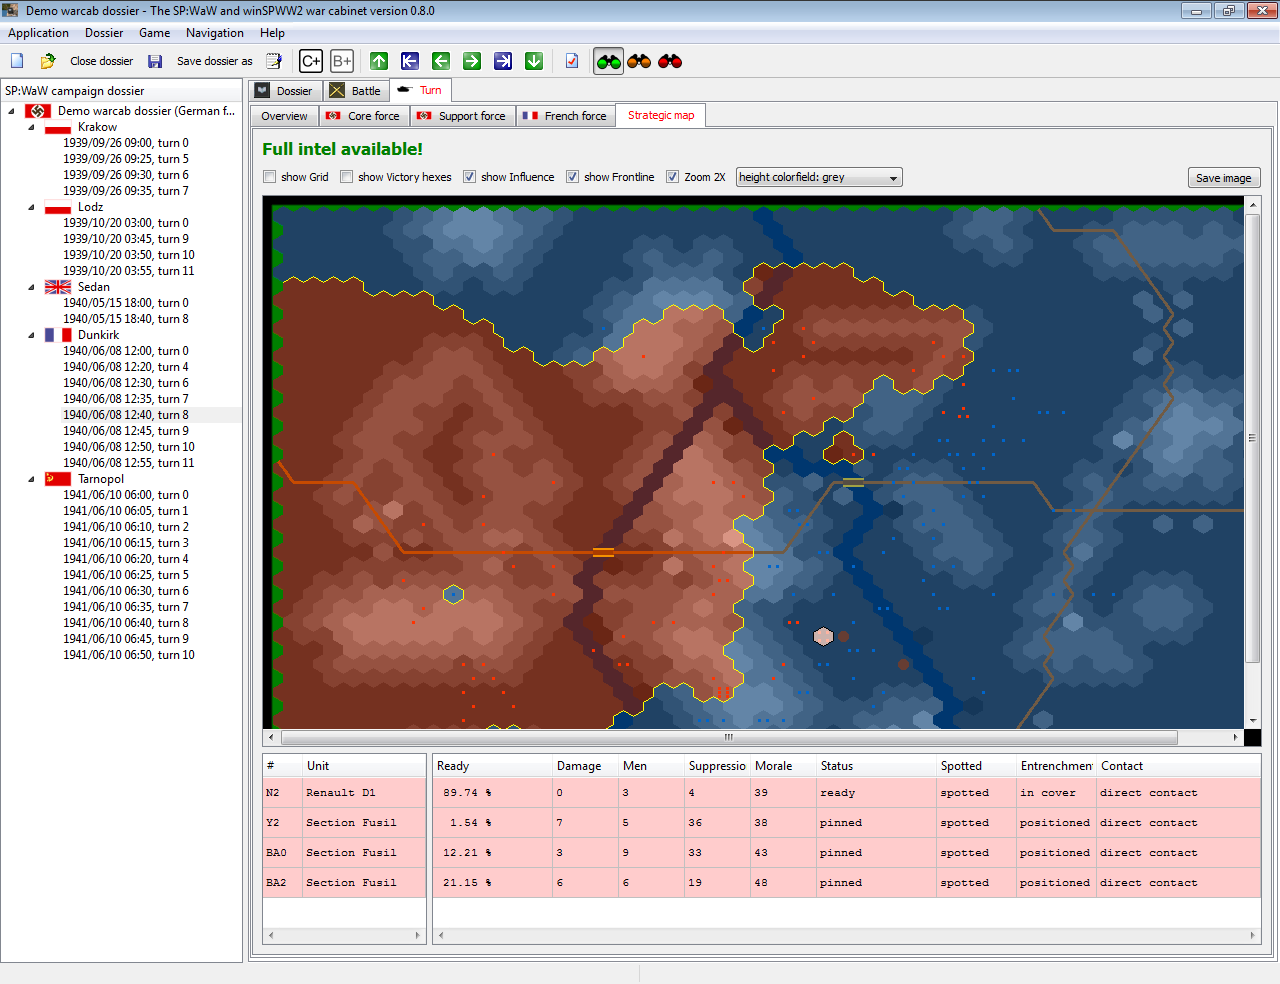 Demo warcab dossier - The SP:WaW and winSPWW2 war cabinet version 0.8.0
Application Dossier Game Navigation Help
Close dossier Save dossier as C+ B+
SP:WaW campaign dossier
Demo warcab dossier (German f...
Krakow
1939/09/26 09:00, turn 0
1939/09/26 09:25, turn 5
1939/09/26 09:30, turn 6
1939/09/26 09:35, turn 7
Lodz
1939/10/20 03:00, turn 0
1939/10/20 03:45, turn 9
1939/10/20 03:50, turn 10
1939/10/20 03:55, turn 11
Sedan
1940/05/15 18:00, turn 0
1940/05/15 18:40, turn 8
Dunkirk
1940/06/08 12:00, turn 0
1940/06/08 12:20, turn 4
1940/06/08 12:30, turn 6
1940/06/08 12:35, turn 7
1940/06/08 12:40, turn 8
1940/06/08 12:45, turn 9
1940/06/08 12:50, turn 10
1940/06/08 12:55, turn 11
Tarnopol
1941/06/10 06:00, turn 0
1941/06/10 06:05, turn 1
1941/06/10 06:10, turn 2
1941/06/10 06:15, turn 3
1941/06/10 06:20, turn 4
1941/06/10 06:25, turn 5
1941/06/10 06:30, turn 6
1941/06/10 06:35, turn 7
1941/06/10 06:40, turn 8
1941/06/10 06:45, turn 9
1941/06/10 06:50, turn 10
Dossier Battle Turn
Overview Core force Support force French force Strategic map
Full intel available!
show Grid show Victory hexes show Influence show Frontline Zoom 2X height colorfield: grey Save image
# Unit Ready Damage Men Suppressio Morale Status Spotted Entrenchmen Contact
N2 Renault D1 89.74 % 0 3 4 39 ready spotted in cover direct contact
Y2 Section Fusil 1.54 % 7 5 36 38 pinned spotted positioned direct contact
BA0 Section Fusil 12.21 % 3 9 33 43 pinned spotted positioned direct contact
BA2 Section Fusil 21.15 % 6 6 19 48 pinned spotted positioned direct contact